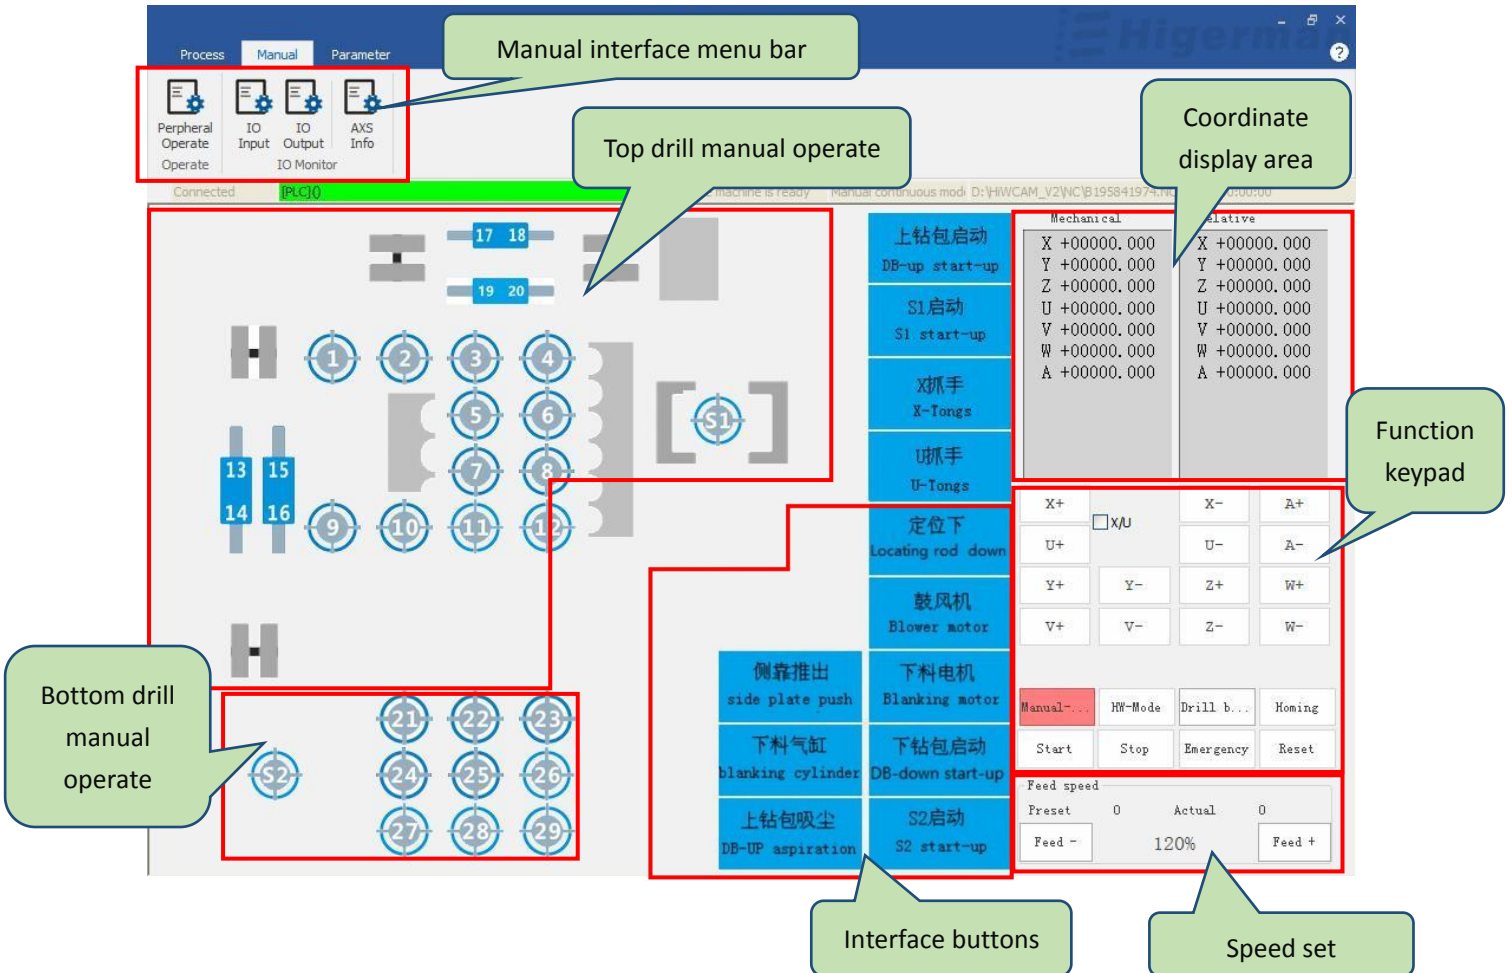 Higerman
Process Manual Parameter
Manual interface menu bar
?
Perpheral
Operate
IO
Input
IO
Output
AXS
Info
Operate IO Monitor
Top drill manual operate
Coordinate
display area
Connected [PLC]() machine is ready Manual continuous mod D:\HiWCAM_V2\NC\B195841974.NC
Mechanical
X +00000.000
Y +00000.000
Z +00000.000
U +00000.000
V +00000.000
W +00000.000
A +00000.000
Relative
X +00000.000
Y +00000.000
Z +00000.000
U +00000.000
V +00000.000
W +00000.000
A +00000.000
17 18
19 20
1 2 3 4
5 6
7 8
S1
13 15
14 16
9 10 11 12
上钻包启动
DB-up start-up
S1启动
S1 start-up
X抓手
X-Tongs
U抓手
U-Tongs
定位下
Locating rod down
鼓风机
Blower motor
侧靠推出
side plate push
下料电机
Blanking motor
下料气缸
blanking cylinder
下钻包启动
DB-down start-up
上钻包吸尘
DB-UP aspiration
S2启动
S2 start-up
Function
keypad
X+ X/U X- A+
U+ U- A-
Y+ Y- Z+ W+
V+ V- Z- W-
Manual-... HW-Mode Drill b... Homing
Start Stop Emergency Reset
Feed speed
Preset 0 Actual 0
Feed - 120% Feed +
Bottom drill
manual
operate
21 22 23
S2 24 25 26
27 28 29
Interface buttons
Speed set